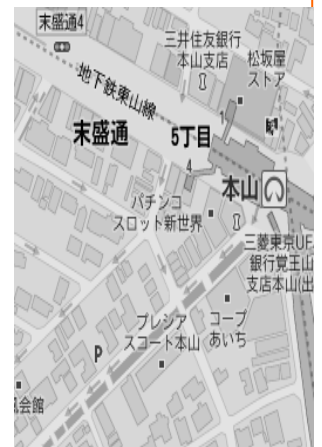 末盛通4
三井住友銀行
本山支店
松坂屋
ストア
地下鉄東山線
末盛通
5丁目
1
4
本山
パチンコ
スロット新世界
三菱東京UF
銀行覚王山
支店本山(出
プレシア
スコート本山
コープ
あいち
P
会館